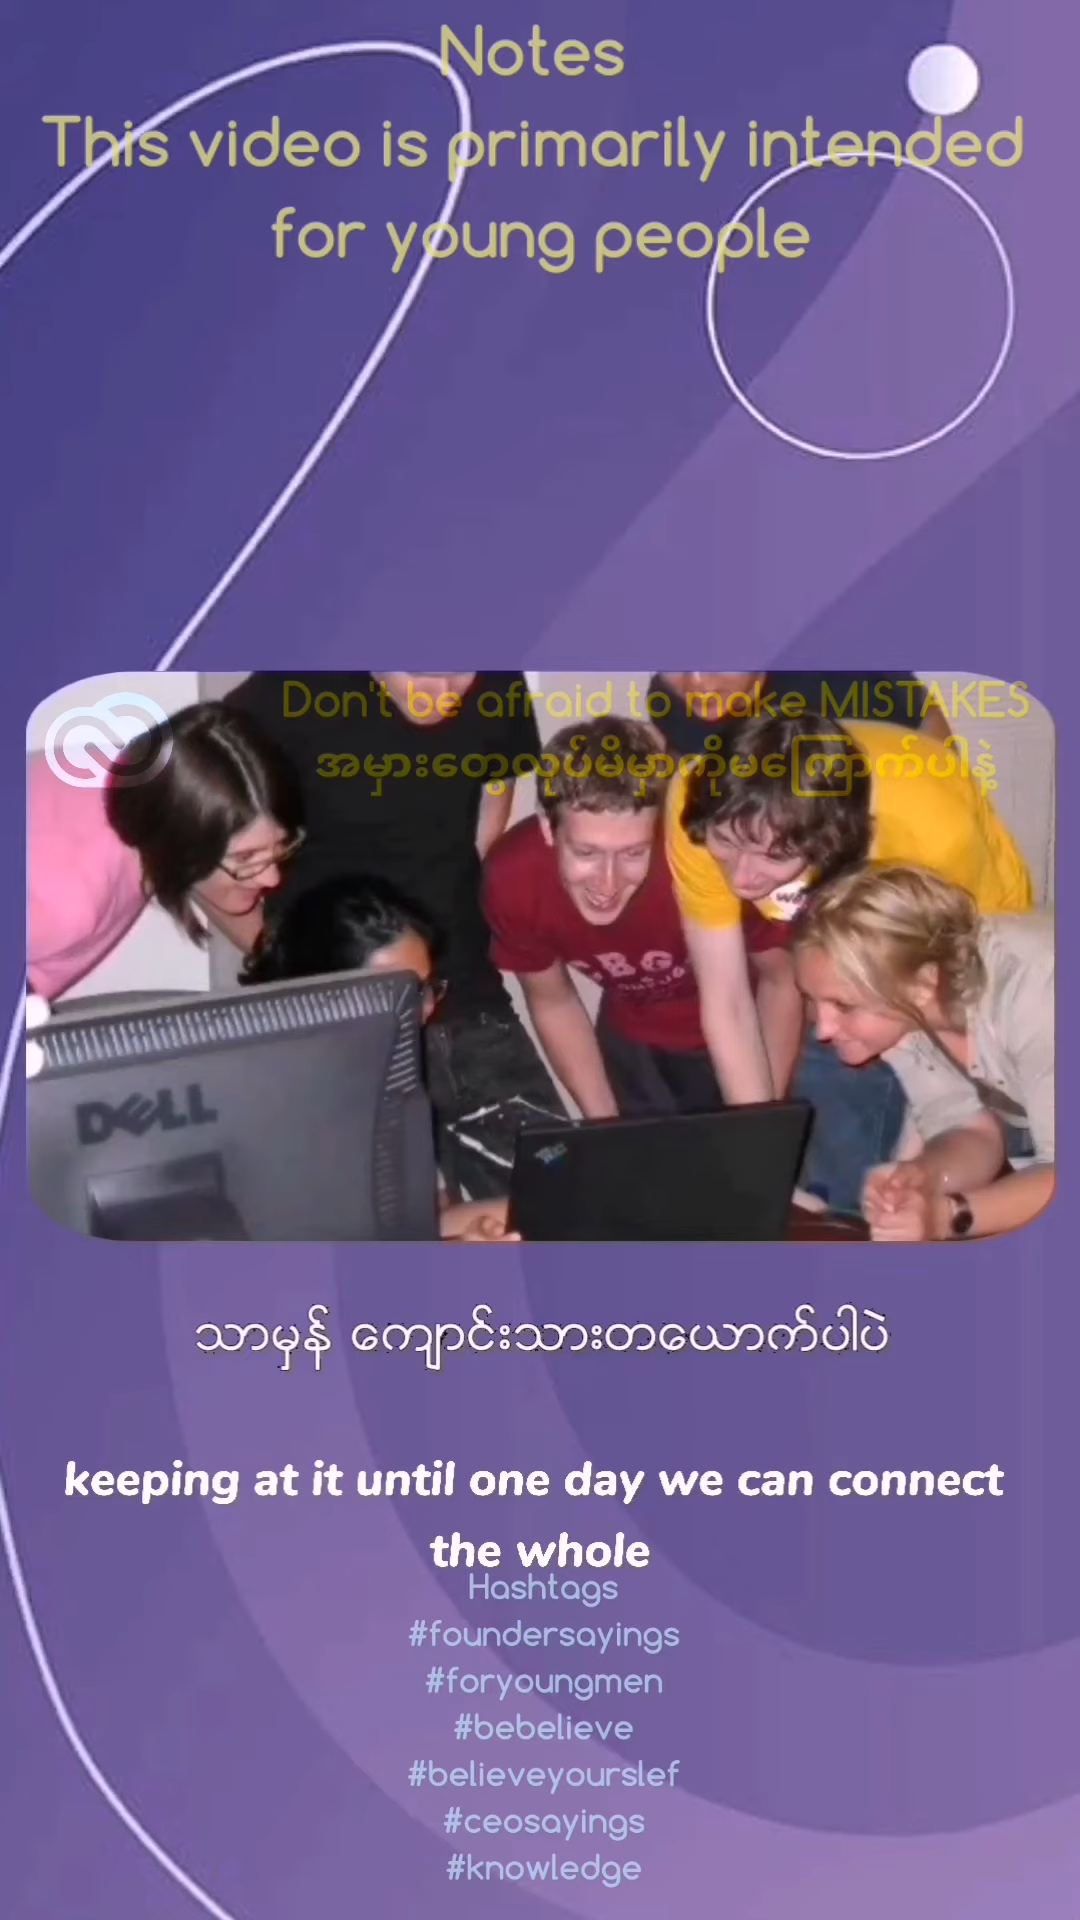 Notes
This video is primarily intended
for young people
Don't be afraid to make MISTAKES
အမှားတွေလုပ်မိမှာကိုမကြောက်ပါနဲ့
DELL
သာမှန် ကျောင်းသားတယောက်ပါပဲ
keeping at it until one day we can connect
the whole
Hashtags
#foundersayings
#foryoungmen
#bebelieve
#believeyourslef
#ceosayings
#knowledge